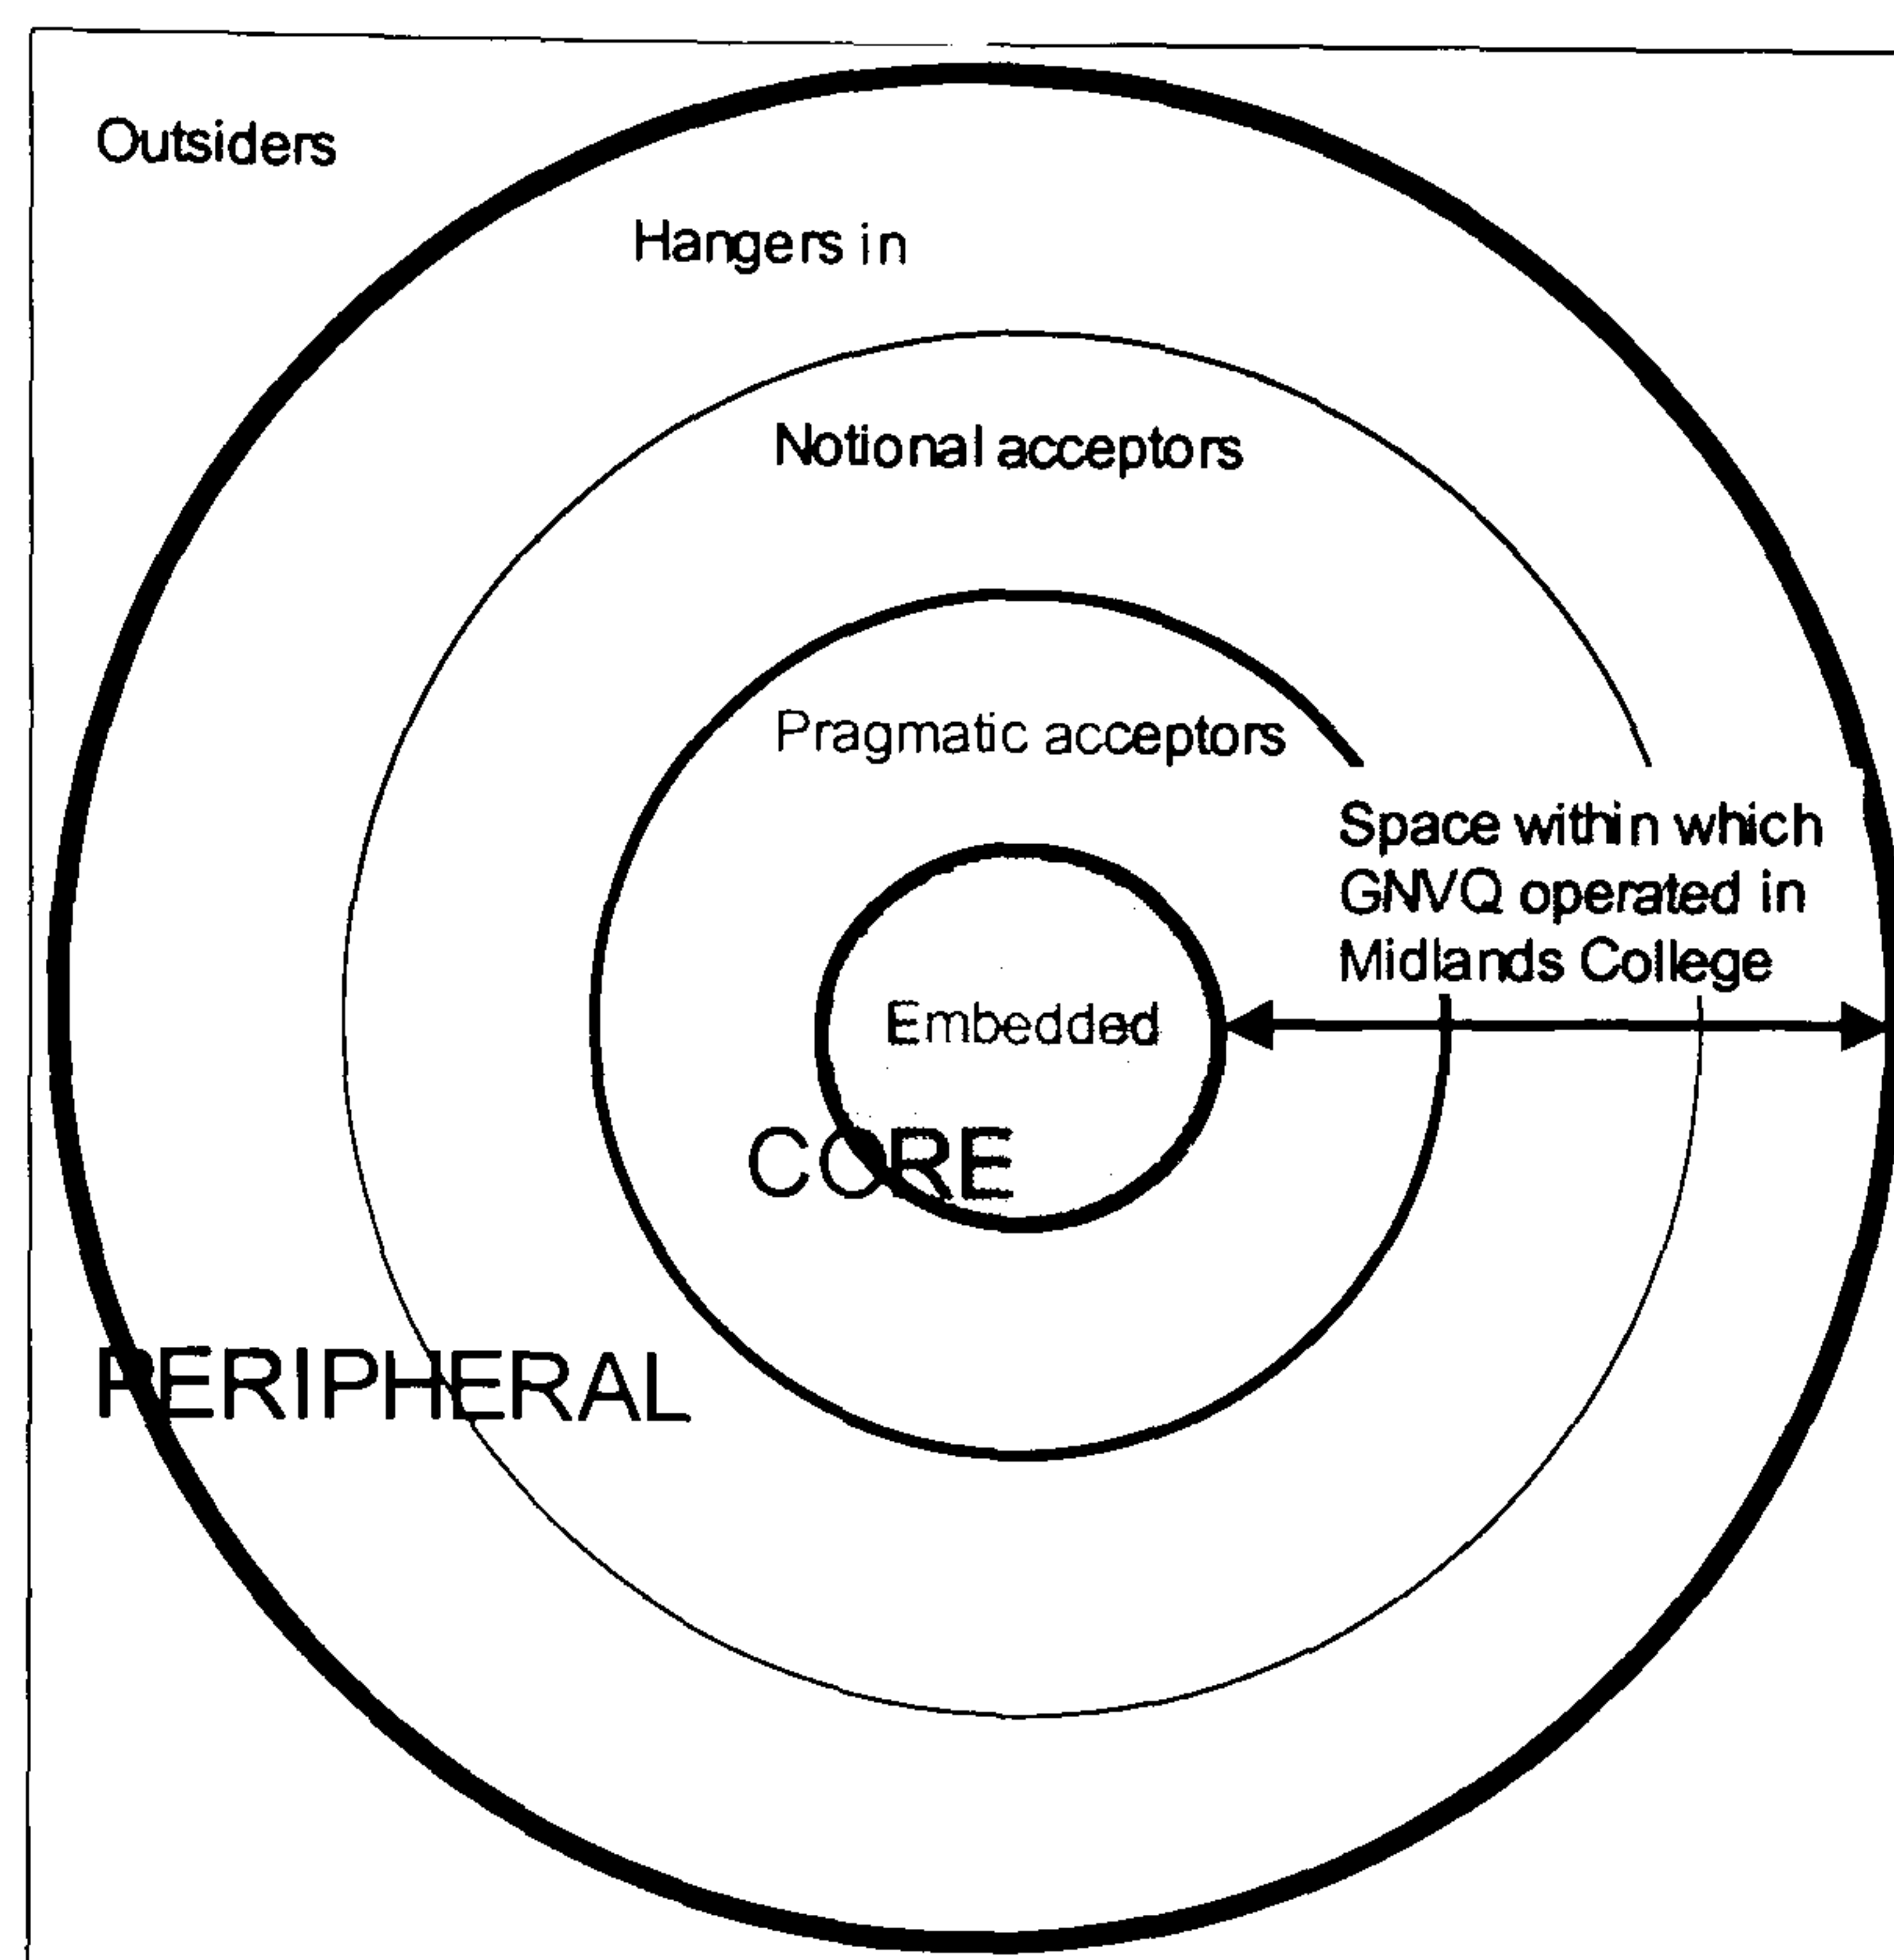 Outsiders
Hangers in
Notional acceptors
Pragmatic acceptors
Space within which
GNVQ operated in
Midlands College
Embedded
CORE
PERIPHERAL